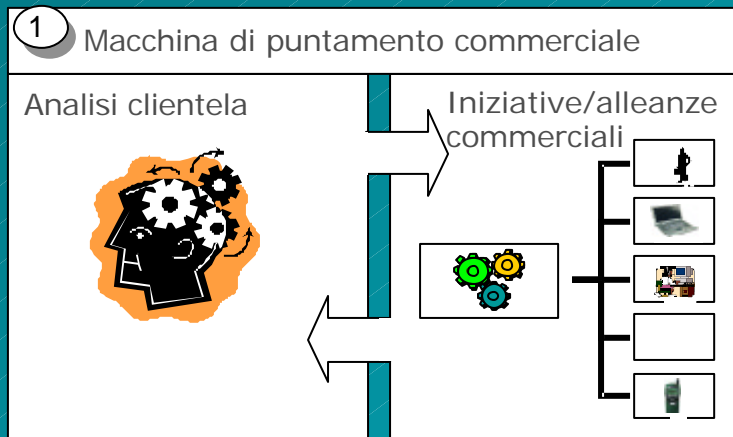 1
Macchina di puntamento commerciale
Analisi clientela
Iniziative/alleanze
commerciali